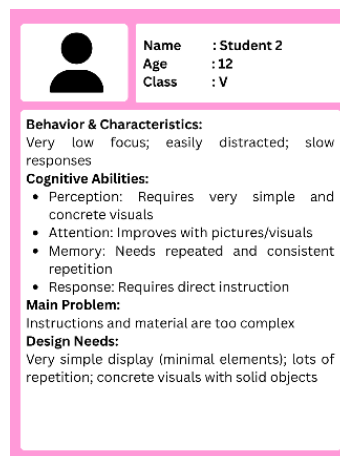 Name : Student 2
Age : 12
Class : V
Behavior & Characteristics:
Very low focus; easily distracted; slow
responses
Cognitive Abilities:
• Perception: Requires very simple and
concrete visuals
• Attention: Improves with pictures/visuals
• Memory: Needs repeated and consistent
repetition
• Response: Requires direct instruction
Main Problem:
Instructions and material are too complex
Design Needs:
Very simple display (minimal elements); lots of
repetition; concrete visuals with solid objects